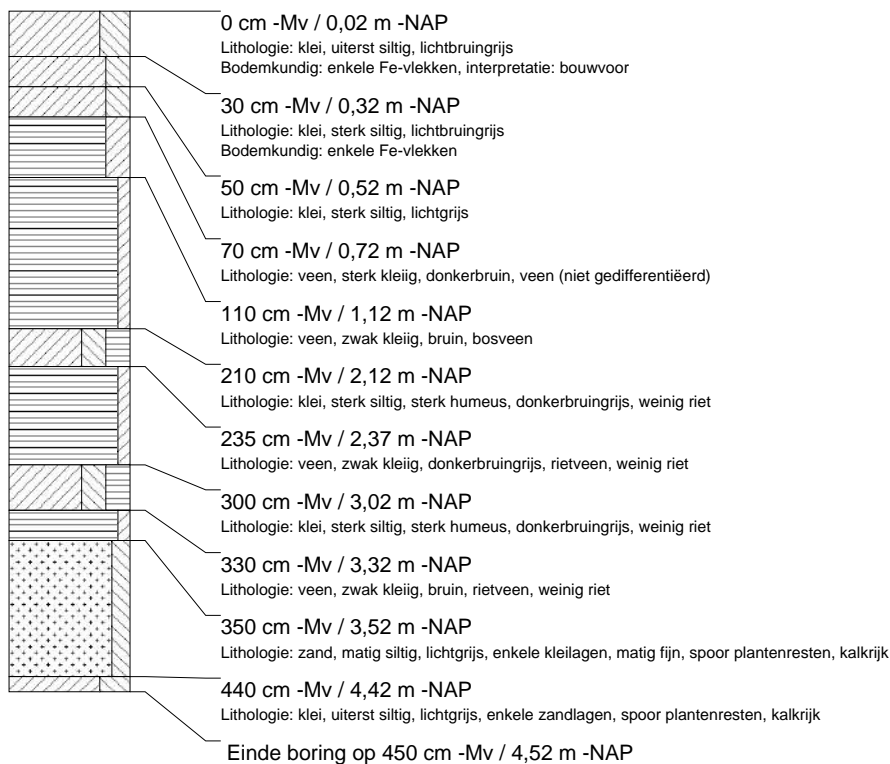 0 cm -Mv / 0,02 m -NAP
Lithologie: klei, uiterst siltig, lichtbruingrijs
Bodemkundig: enkele Fe-vlekken, interpretatie: bouwvoor
30 cm -Mv / 0,32 m -NAP
Lithologie: klei, sterk siltig, lichtbruingrijs
Bodemkundig: enkele Fe-vlekken
50 cm -Mv / 0,52 m -NAP
Lithologie: klei, sterk siltig, lichtgrijs
70 cm -Mv / 0,72 m -NAP
Lithologie: veen, sterk kleiig, donkerbruin, veen (niet gedifferentiëerd)
110 cm -Mv / 1,12 m -NAP
Lithologie: veen, zwak kleiig, bruin, bosveen
210 cm -Mv / 2,12 m -NAP
Lithologie: klei, sterk siltig, sterk humeus, donkerbruingrijs, weinig riet
235 cm -Mv / 2,37 m -NAP
Lithologie: veen, zwak kleiig, donkerbruingrijs, rietveen, weinig riet
300 cm -Mv / 3,02 m -NAP
Lithologie: klei, sterk siltig, sterk humeus, donkerbruingrijs, weinig riet
330 cm -Mv / 3,32 m -NAP
Lithologie: veen, zwak kleiig, bruin, rietveen, weinig riet
350 cm -Mv / 3,52 m -NAP
Lithologie: zand, matig siltig, lichtgrijs, enkele kleilagen, matig fijn, spoor plantenresten, kalkrijk
440 cm -Mv / 4,42 m -NAP
Lithologie: klei, uiterst siltig, lichtgrijs, enkele zandlagen, spoor plantenresten, kalkrijk
Einde boring op 450 cm -Mv / 4,52 m -NAP